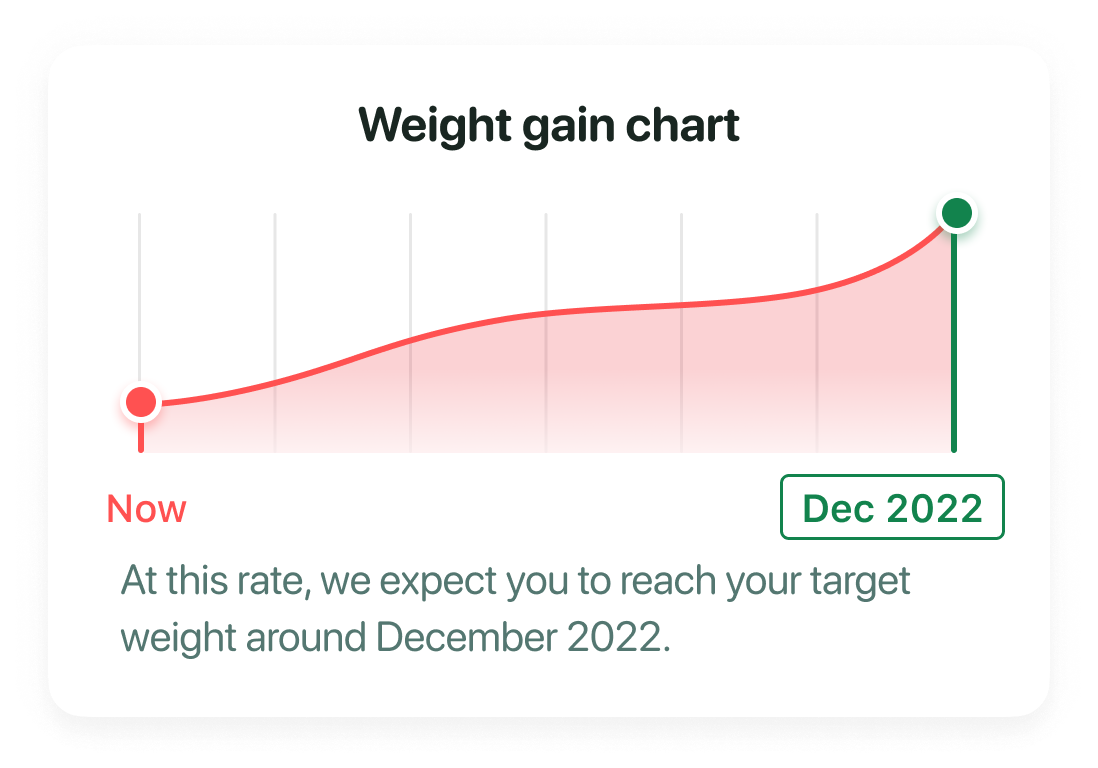 Weight gain chart
Now
Dec 2022
At this rate, we expect you to reach your target
weight around December 2022.